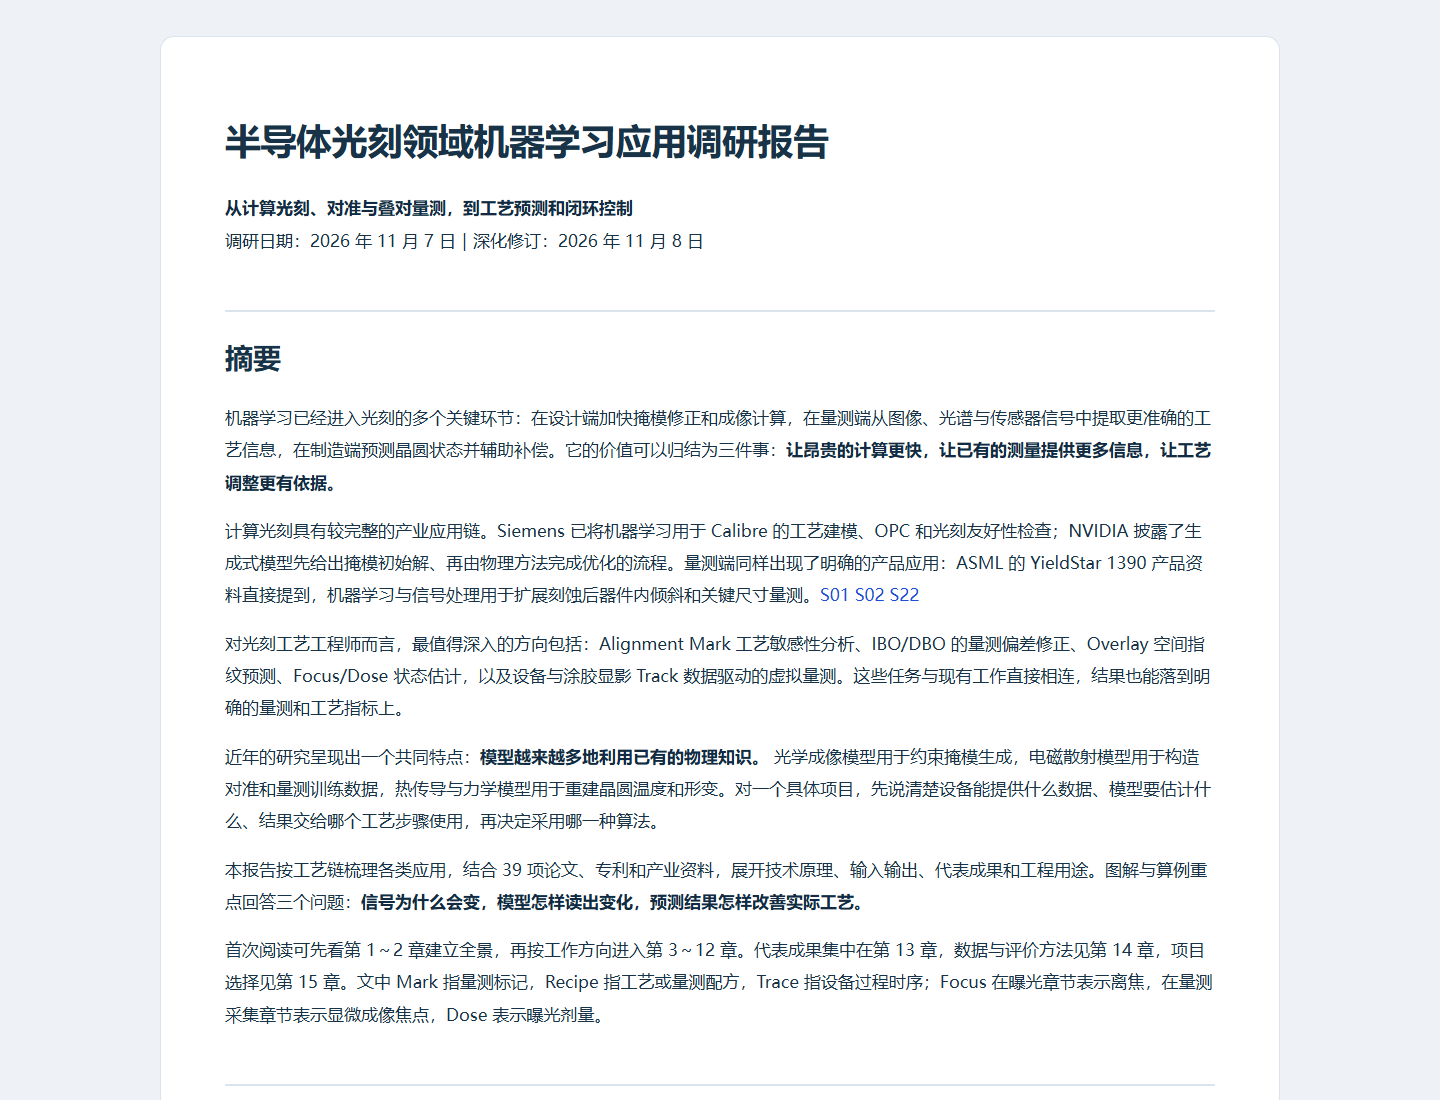 半导体光刻领域机器学习应用调研报告
从计算光刻、对准与叠对量测，到工艺预测和闭环控制
调研日期：2026 年 11 月 7 日 | 深化修订：2026 年 11 月 8 日
摘要
机器学习已经进入光刻的多个关键环节：在设计端加快掩模修正和成像计算，在量测端从图像、光谱与传感器信号中提取更准确的工
艺信息，在制造端预测晶圆状态并辅助补偿。它的价值可以归结为三件事：让昂贵的计算更快，让已有的测量提供更多信息，让工艺
调整更有依据。
计算光刻具有较完整的产业应用链。Siemens 已将机器学习用于 Calibre 的工艺建模、OPC 和光刻友好性检查；NVIDIA 披露了生
成式模型先给出掩模初始解、再由物理方法完成优化的流程。量测端同样出现了明确的产品应用：ASML 的 YieldStar 1390 产品资
料直接提到，机器学习与信号处理用于扩展刻蚀后器件内倾斜和关键尺寸量测。S01 S02 S22
对光刻工艺工程师而言，最值得深入的方向包括：Alignment Mark 工艺敏感性分析、IBO/DBO 的量测偏差修正、Overlay 空间指
纹预测、Focus/Dose 状态估计，以及设备与涂胶显影 Track 数据驱动的虚拟量测。这些任务与现有工作直接相连，结果也能落到明
确的量测和工艺指标上。
近年的研究呈现出一个共同特点：模型越来越多地利用已有的物理知识。 光学成像模型用于约束掩模生成，电磁散射模型用于构造
对准和量测训练数据，热传导与力学模型用于重建晶圆温度和形变。对一个具体项目，先说清楚设备能提供什么数据、模型要估计什
么、结果交给哪个工艺步骤使用，再决定采用哪一种算法。
本报告按工艺链梳理各类应用，结合 39 项论文、专利和产业资料，展开技术原理、输入输出、代表成果和工程用途。图解与算例重
点回答三个问题：信号为什么会变，模型怎样读出变化，预测结果怎样改善实际工艺。
首次阅读可先看第 1～2 章建立全景，再按工作方向进入第 3～12 章。代表成果集中在第 13 章，数据与评价方法见第 14 章，项目
选择见第 15 章。文中 Mark 指量测标记，Recipe 指工艺或量测配方，Trace 指设备过程时序；Focus 在曝光章节表示离焦，在量测
采集章节表示显微成像焦点，Dose 表示曝光剂量。